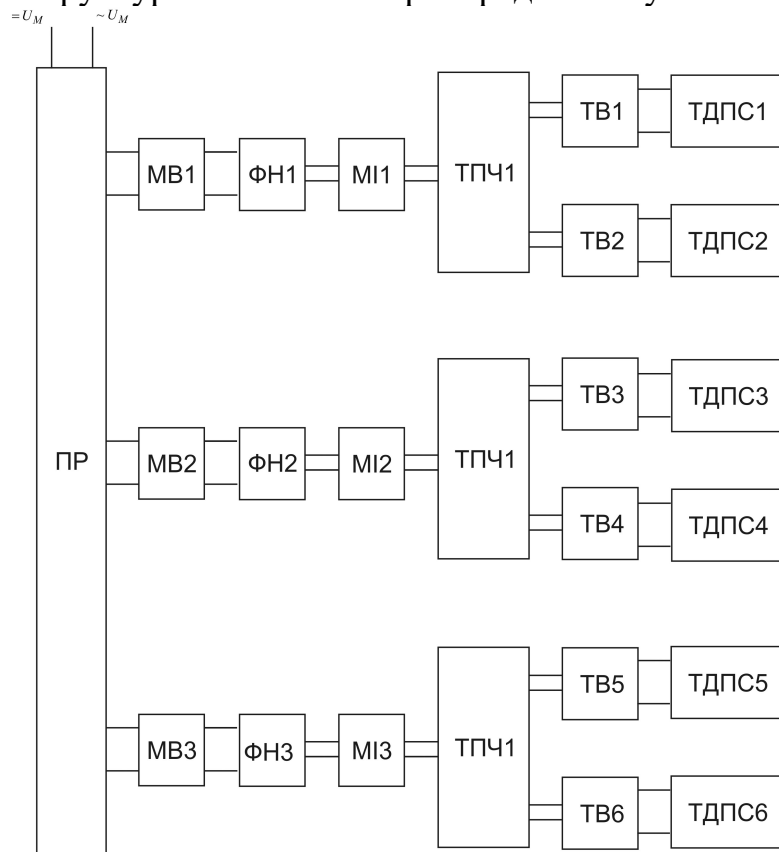 =U_M ~U_M
ТВ1 ТДПС1
МВ1 ФН1 МІ1 ТПЧ1
ТВ2 ТДПС2
ТВ3 ТДПС3
ПР МВ2 ФН2 МІ2 ТПЧ1
ТВ4 ТДПС4
ТВ5 ТДПС5
МВ3 ФН3 МІ3 ТПЧ1
ТВ6 ТДПС6